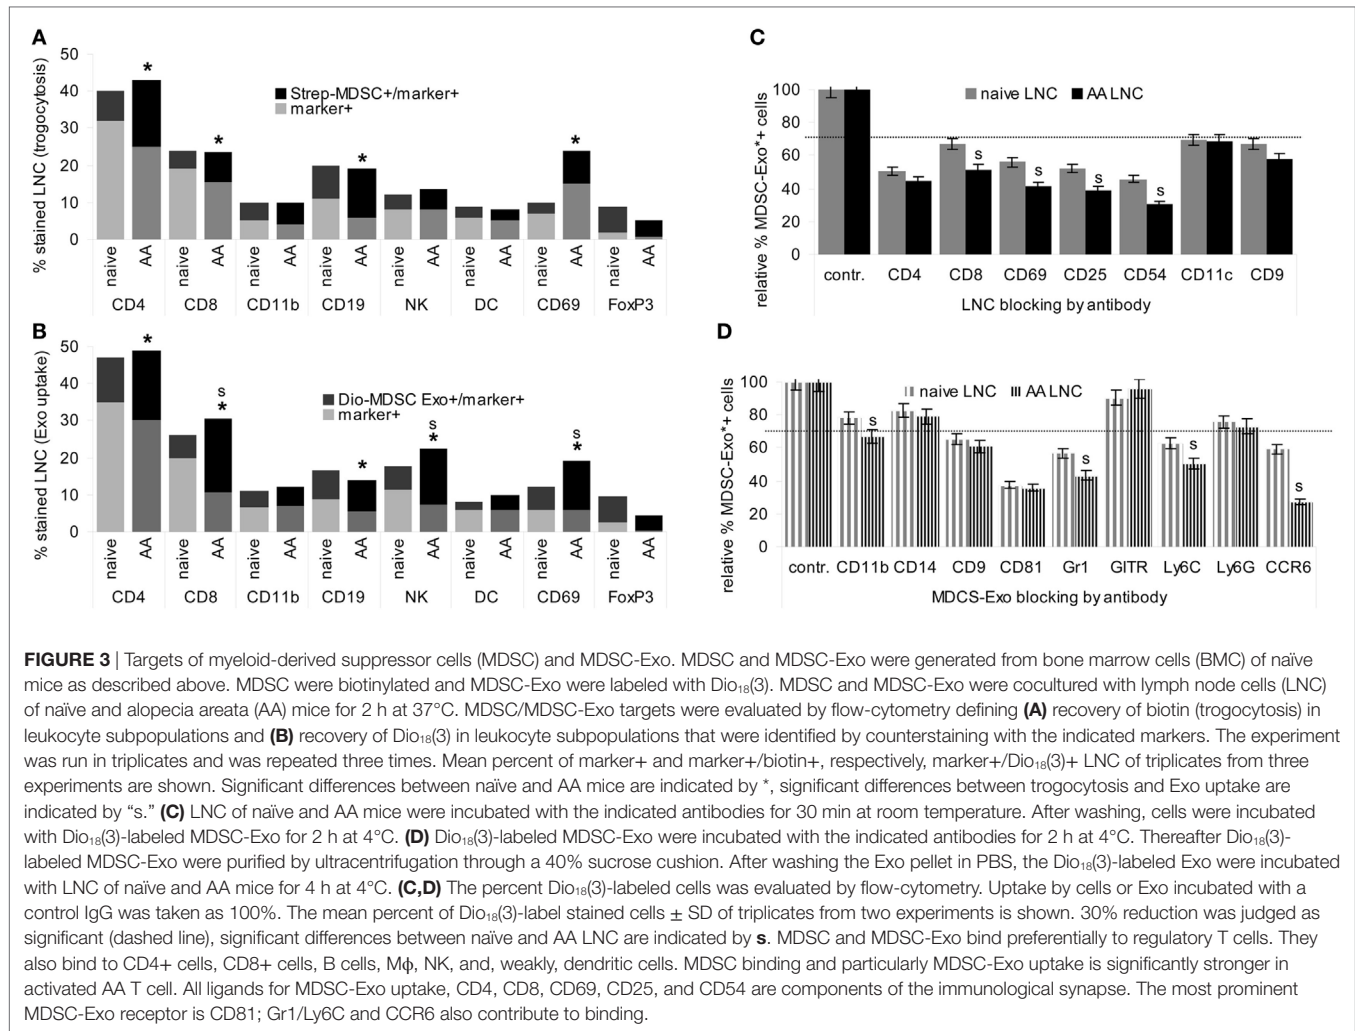 A
50
40
30
20
10
0
% stained LNC (trogocytosis)
Strep-MDSC+/marker+
marker+
*
*
*
*
naive AA naive AA naive AA naive AA naive AA naive AA naive AA naive AA
CD4 CD8 CD11b CD19 NK DC CD69 FoxP3
B
50
40
30
20
10
0
% stained LNC (Exo uptake)
Dio-MDSC Exo+/marker+
marker+
*
s
*
*
s
*
s
*
naive AA naive AA naive AA naive AA naive AA naive AA naive AA naive AA
CD4 CD8 CD11b CD19 NK DC CD69 FoxP3
C
100
80
60
40
20
0
relative % MDSC-Exo*+ cells
naive LNC AA LNC
s s s s
contr. CD4 CD8 CD69 CD25 CD54 CD11c CD9
LNC blocking by antibody
D
100
80
60
40
20
0
relative % MDSC-Exo*+ cells
naive LNC AA LNC
s s s s
contr. CD11b CD14 CD9 CD81 Gr1 GITR Ly6C Ly6G CCR6
MDCS-Exo blocking by antibody
FIGURE 3 | Targets of myeloid-derived suppressor cells (MDSC) and MDSC-Exo. MDSC and MDSC-Exo were generated from bone marrow cells (BMC) of naïve
mice as described above. MDSC were biotinylated and MDSC-Exo were labeled with Dio₁₈(3). MDSC and MDSC-Exo were cocultured with lymph node cells (LNC)
of naïve and alopecia areata (AA) mice for 2 h at 37°C. MDSC/MDSC-Exo targets were evaluated by flow-cytometry defining (A) recovery of biotin (trogocytosis) in
leukocyte subpopulations and (B) recovery of Dio₁₈(3) in leukocyte subpopulations that were identified by counterstaining with the indicated markers. The experiment
was run in triplicates and was repeated three times. Mean percent of marker+ and marker+/biotin+, respectively, marker+/Dio₁₈(3)+ LNC of triplicates from three
experiments are shown. Significant differences between naïve and AA mice are indicated by *, significant differences between trogocytosis and Exo uptake are
indicated by “s.” (C) LNC of naïve and AA mice were incubated with the indicated antibodies for 30 min at room temperature. After washing, cells were incubated
with Dio₁₈(3)-labeled MDSC-Exo for 2 h at 4°C. (D) Dio₁₈(3)-labeled MDSC-Exo were incubated with the indicated antibodies for 2 h at 4°C. Thereafter Dio₁₈(3)-
labeled MDSC-Exo were purified by ultracentrifugation through a 40% sucrose cushion. After washing the Exo pellet in PBS, the Dio₁₈(3)-labeled Exo were incubated
with LNC of naïve and AA mice for 4 h at 4°C. (C,D) The percent Dio₁₈(3)-labeled cells was evaluated by flow-cytometry. Uptake by cells or Exo incubated with a
control IgG was taken as 100%. The mean percent of Dio₁₈(3)-label stained cells ± SD of triplicates from two experiments is shown. 30% reduction was judged as
significant (dashed line), significant differences between naïve and AA LNC are indicated by s. MDSC and MDSC-Exo bind preferentially to regulatory T cells. They
also bind to CD4+ cells, CD8+ cells, B cells, Mϕ, NK, and, weakly, dendritic cells. MDSC binding and particularly MDSC-Exo uptake is significantly stronger in
activated AA T cell. All ligands for MDSC-Exo uptake, CD4, CD8, CD69, CD25, and CD54 are components of the immunological synapse. The most prominent
MDSC-Exo receptor is CD81; Gr1/Ly6C and CCR6 also contribute to binding.